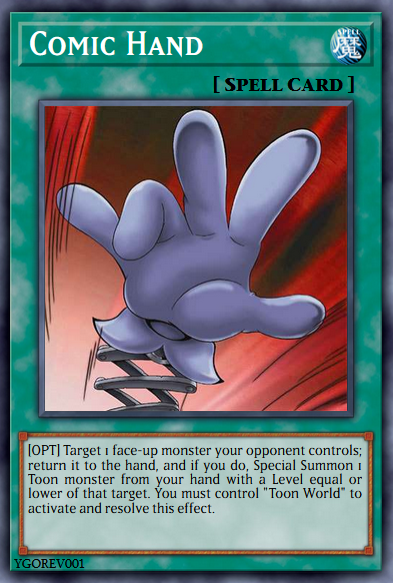 Comic Hand
SPELL
魔
[ Spell Card ]
[OPT] Target 1 face-up monster your opponent controls;
return it to the hand, and if you do, Special Summon 1
Toon monster from your hand with a Level equal or
lower of that target. You must control "Toon World" to
activate and resolve this effect.
YGOREV001